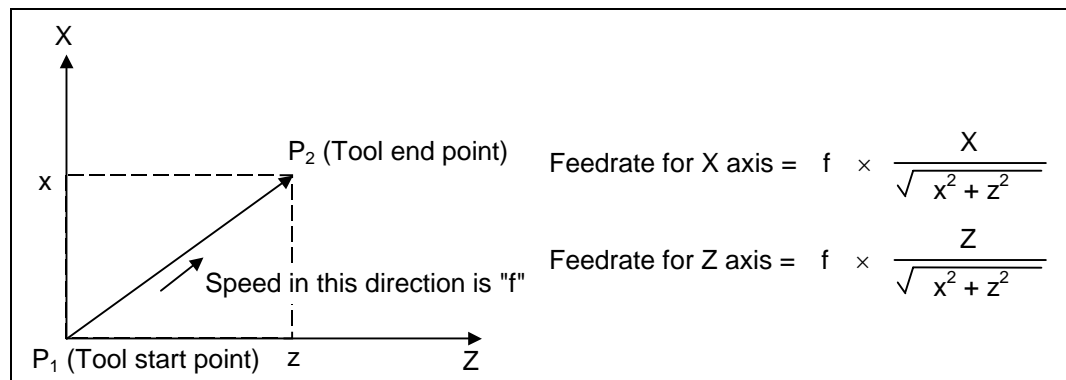 X
P₂ (Tool end point)
x
Speed in this direction is "f"
P₁ (Tool start point)
z
Z
Feedrate for X axis = f × X / √x² + z²
Feedrate for Z axis = f × Z / √x² + z²